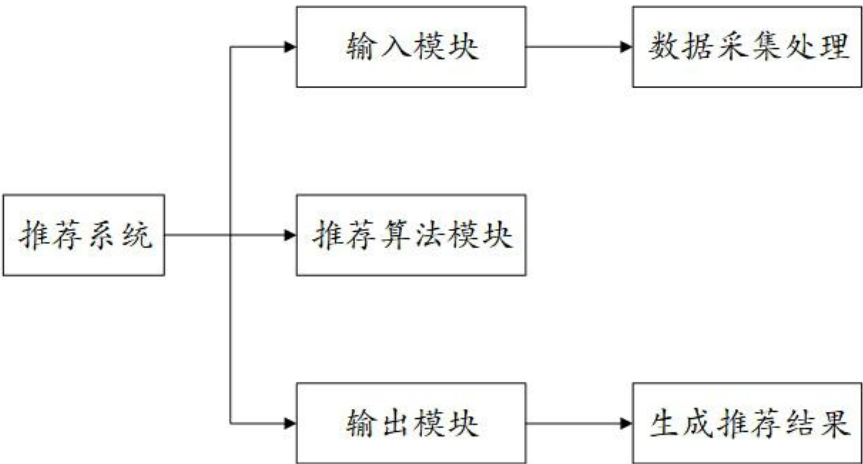 输入模块
数据采集处理
推荐系统
推荐算法模块
输出模块
生成推荐结果